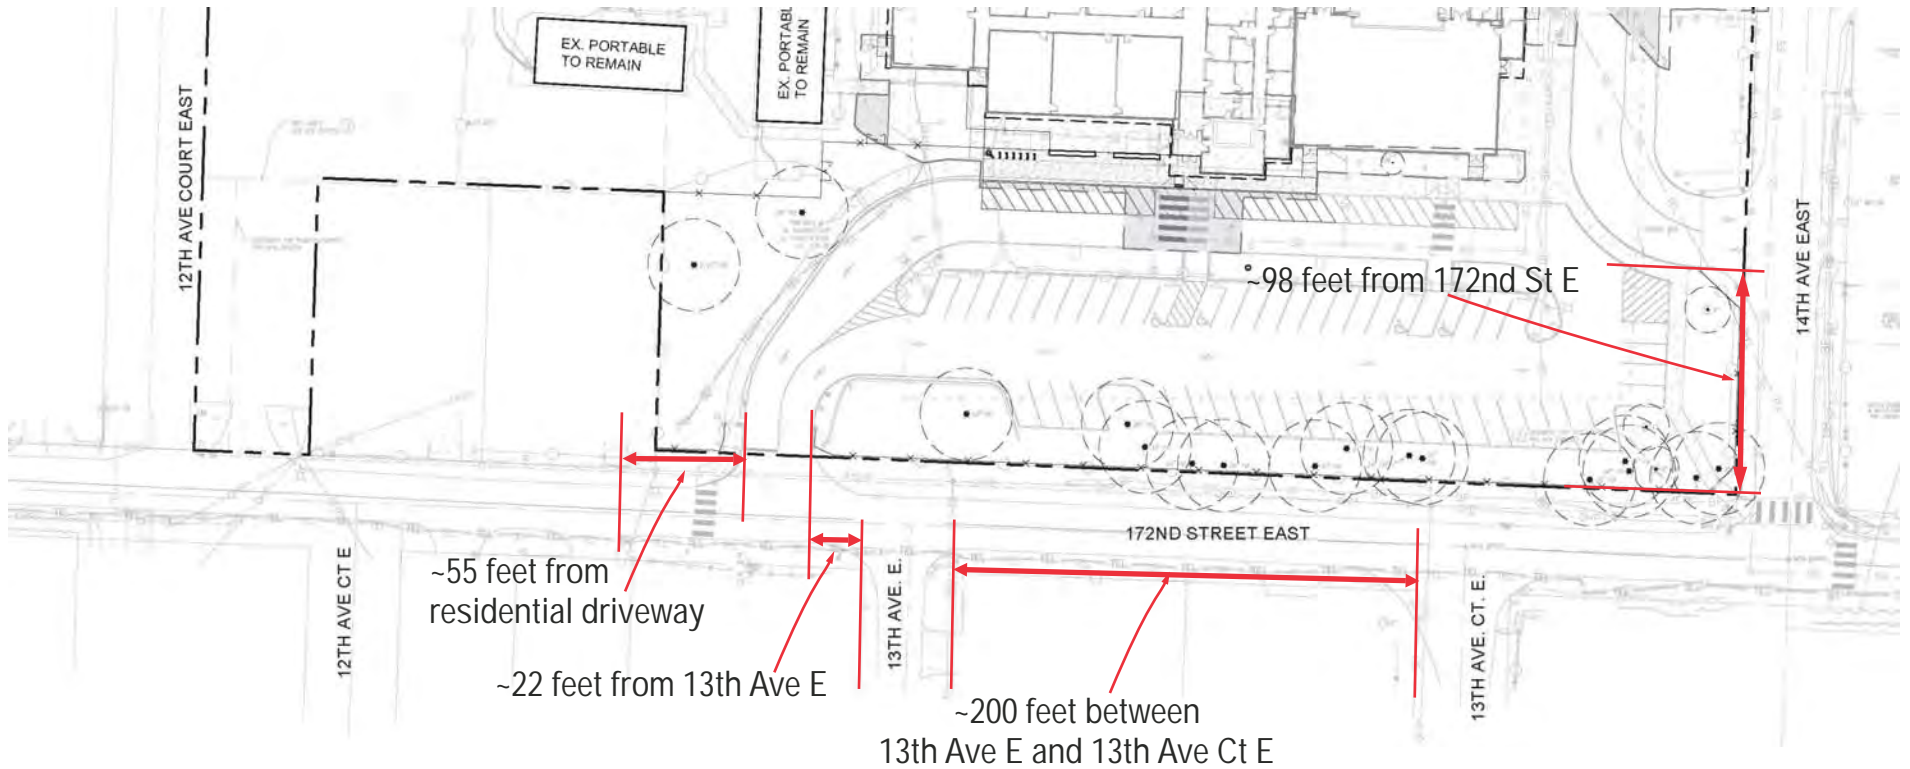 EX. PORTABLE
TO REMAIN
EX. PORTABLE
TO REMAIN
12TH AVE COURT EAST
14TH AVE EAST
~98 feet from 172nd St E
172ND STREET EAST
~55 feet from
residential driveway
12TH AVE CT E
13TH AVE. E.
13TH AVE. CT. E.
~22 feet from 13th Ave E
~200 feet between
13th Ave E and 13th Ave Ct E